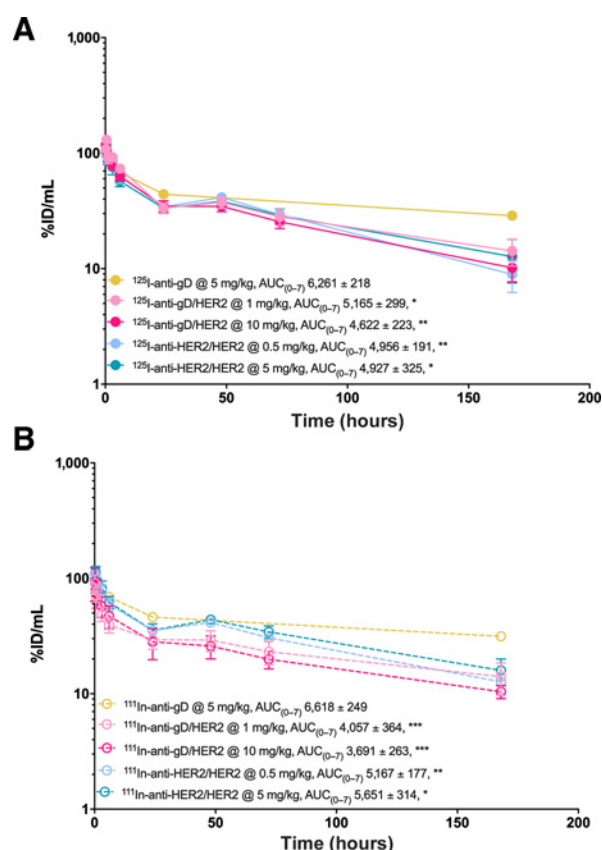 A
1,000
100
10
1
%ID/mL
¹²⁵I-anti-gD @ 5 mg/kg, AUC₍₀₋₇₎ 6,261 ± 218
¹²⁵I-anti-gD/HER2 @ 1 mg/kg, AUC₍₀₋₇₎ 5,165 ± 299, *
¹²⁵I-anti-gD/HER2 @ 10 mg/kg, AUC₍₀₋₇₎ 4,622 ± 223, **
¹²⁵I-anti-HER2/HER2 @ 0.5 mg/kg, AUC₍₀₋₇₎ 4,956 ± 191, **
¹²⁵I-anti-HER2/HER2 @ 5 mg/kg, AUC₍₀₋₇₎ 4,927 ± 325, *
0 50 100 150 200
Time (hours)
B
1,000
100
10
1
%ID/mL
¹¹¹In-anti-gD @ 5 mg/kg, AUC₍₀₋₇₎ 6,618 ± 249
¹¹¹In-anti-gD/HER2 @ 1 mg/kg, AUC₍₀₋₇₎ 4,057 ± 364, ***
¹¹¹In-anti-gD/HER2 @ 10 mg/kg, AUC₍₀₋₇₎ 3,691 ± 263, ***
¹¹¹In-anti-HER2/HER2 @ 0.5 mg/kg, AUC₍₀₋₇₎ 5,167 ± 177, **
¹¹¹In-anti-HER2/HER2 @ 5 mg/kg, AUC₍₀₋₇₎ 5,651 ± 314, *
0 50 100 150 200
Time (hours)